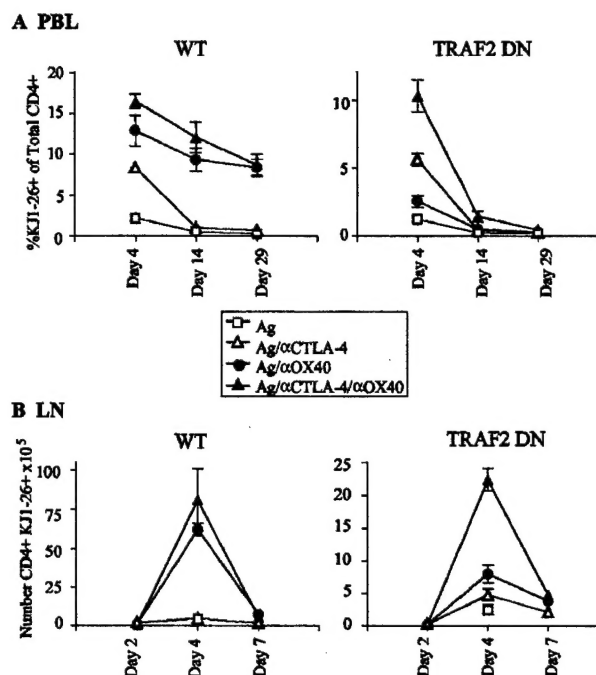 A PBL
WT
TRAF2 DN
%KJ1-26+ of Total CD4+
20
15
10
5
0
Day 4
Day 14
Day 29
10
5
0
Day 4
Day 14
Day 29
Ag
Ag/αCTLA-4
Ag/αOX40
Ag/αCTLA-4/αOX40
B LN
WT
TRAF2 DN
Number CD4+ KJ1-26+ x10⁵
100
75
50
25
0
Day 2
Day 4
Day 7
25
20
15
10
5
0
Day 2
Day 4
Day 7